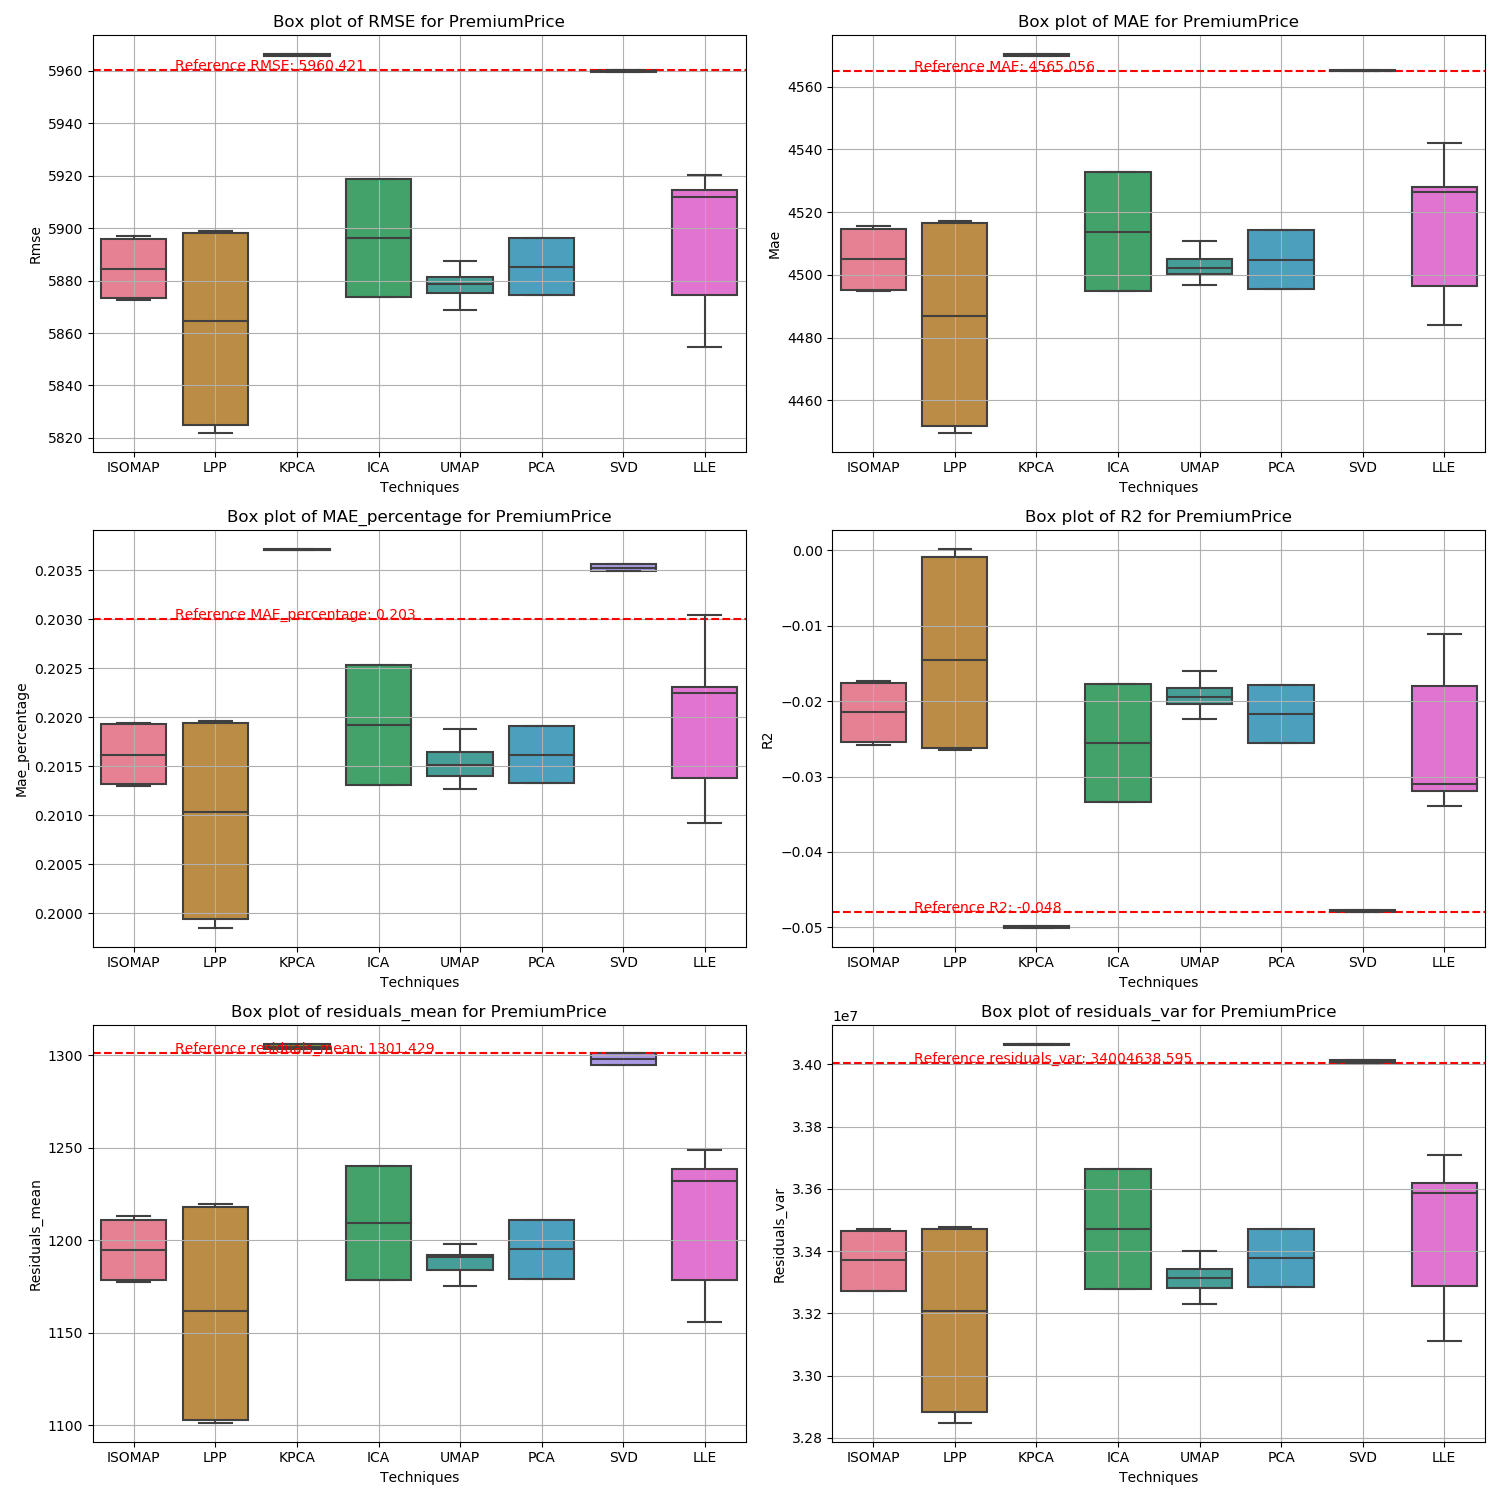 Box plot of RMSE for PremiumPrice
Reference RMSE: 5960.421
5960
5940
5920
5900
5880
5860
5840
5820
Rmse
ISOMAP LPP KPCA ICA UMAP PCA SVD LLE
Techniques
Box plot of MAE for PremiumPrice
Reference MAE: 4565.056
4560
4540
4520
4500
4480
4460
Mae
ISOMAP LPP KPCA ICA UMAP PCA SVD LLE
Techniques
Box plot of MAE_percentage for PremiumPrice
Reference MAE_percentage: 0.203
0.2035
0.2030
0.2025
0.2020
0.2015
0.2010
0.2005
0.2000
Mae_percentage
ISOMAP LPP KPCA ICA UMAP PCA SVD LLE
Techniques
Box plot of R2 for PremiumPrice
Reference R2: -0.048
0.00
−0.01
−0.02
−0.03
−0.04
−0.05
R2
ISOMAP LPP KPCA ICA UMAP PCA SVD LLE
Techniques
Box plot of residuals_mean for PremiumPrice
Reference residuals_mean: 1301.429
1300
1250
1200
1150
1100
Residuals_mean
ISOMAP LPP KPCA ICA UMAP PCA SVD LLE
Techniques
Box plot of residuals_var for PremiumPrice
1e7
Reference residuals_var: 34004638.595
3.40
3.38
3.36
3.34
3.32
3.30
3.28
Residuals_var
ISOMAP LPP KPCA ICA UMAP PCA SVD LLE
Techniques